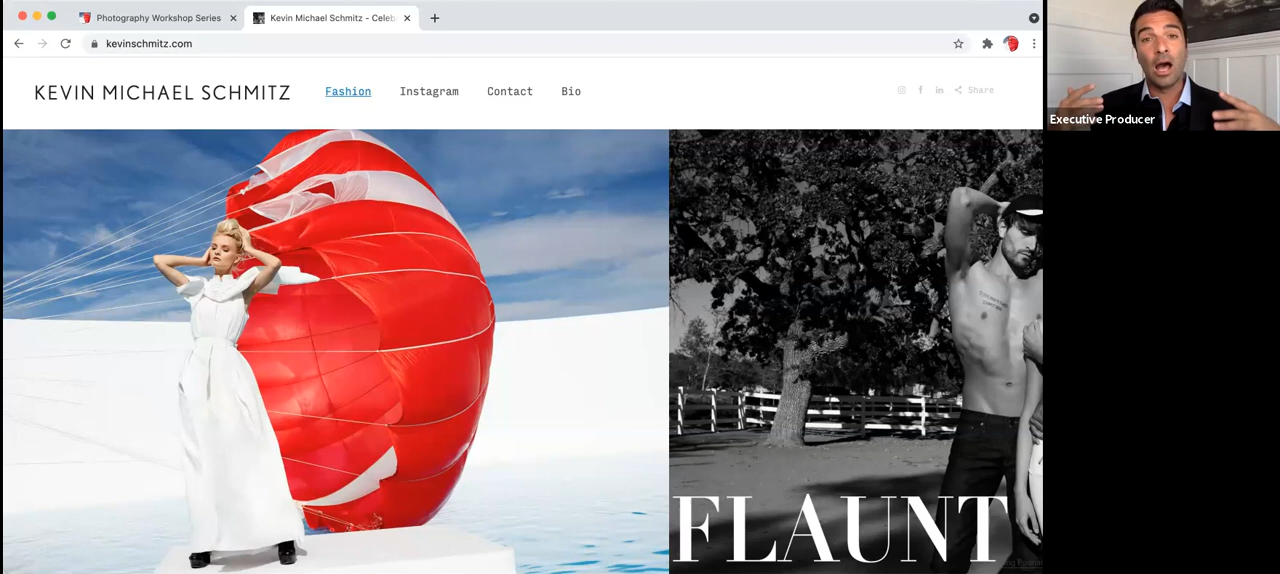 Photography Workshop Series
Kevin Michael Schmitz - Celeb
kevinschmitz.com
KEVIN MICHAEL SCHMITZ
Fashion
Instagram
Contact
Bio
Share
Executive Producer
FLAUNT